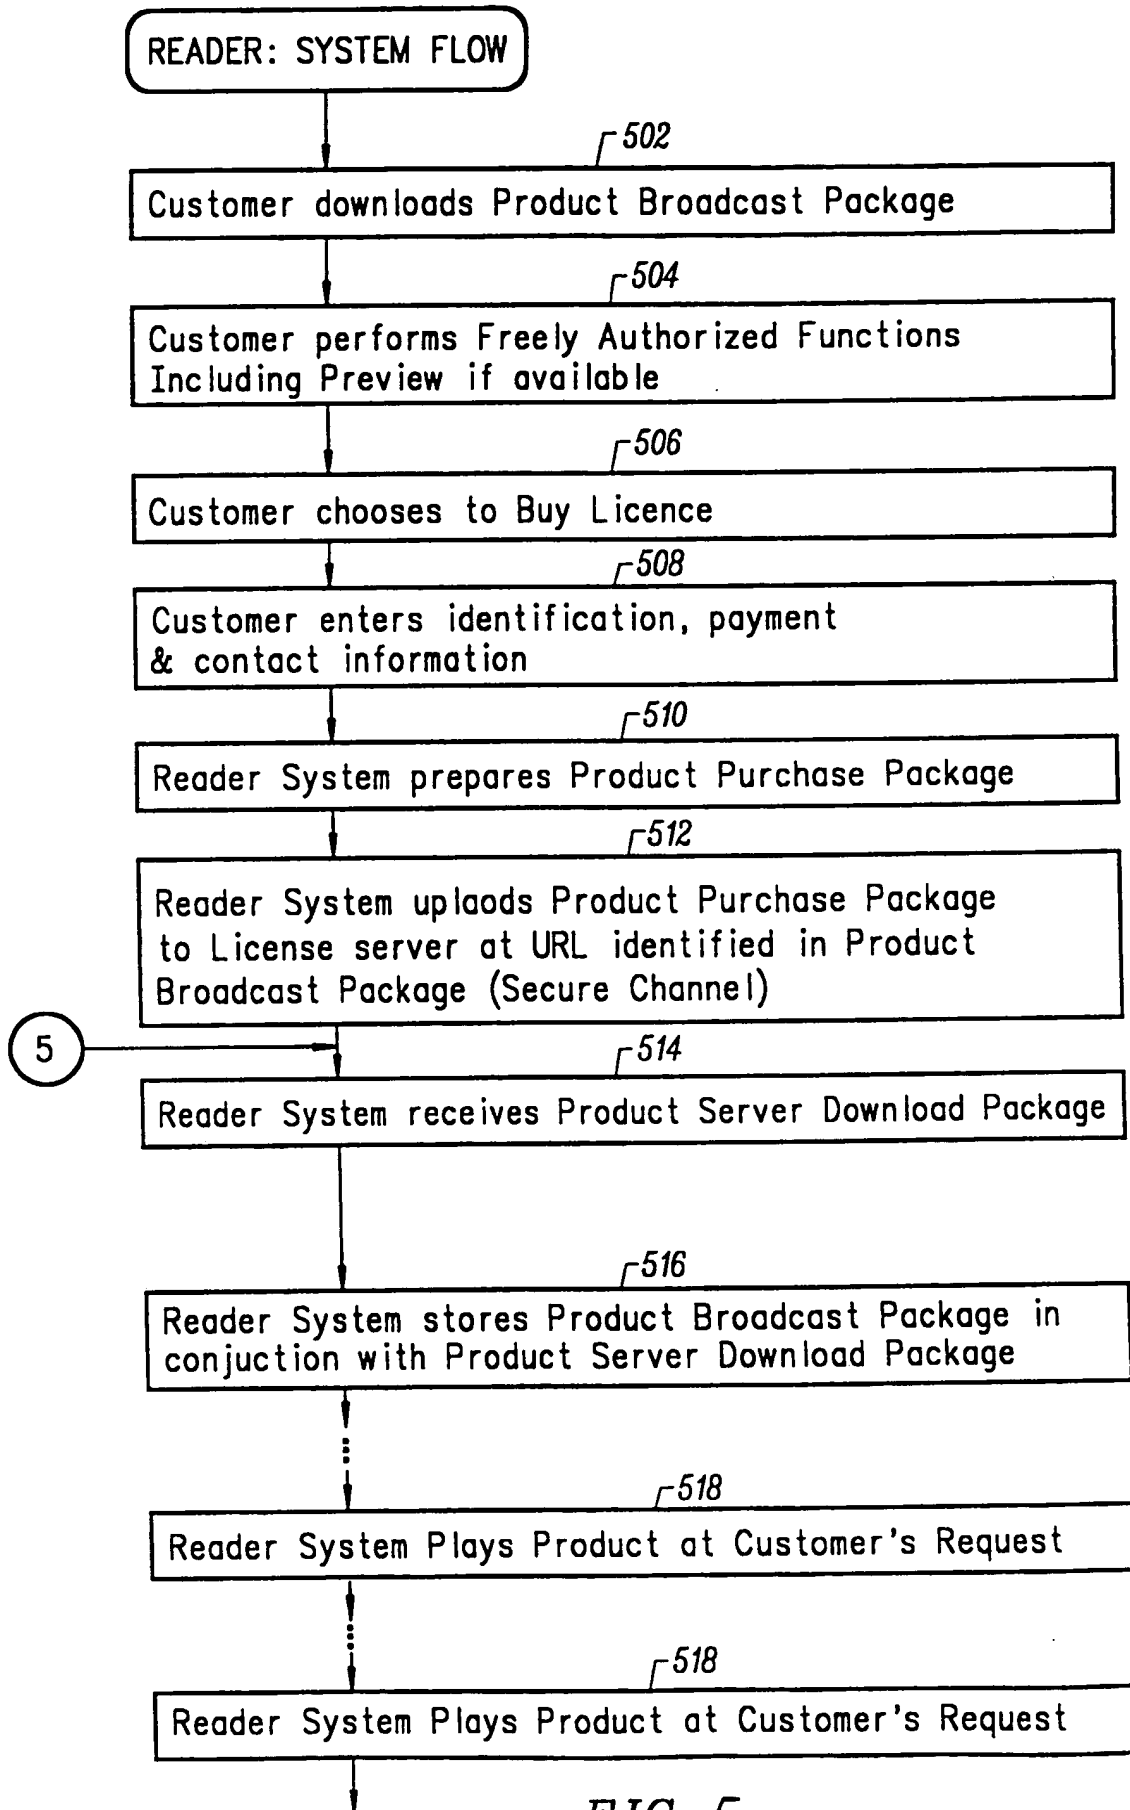 READER: SYSTEM FLOW
502
Customer downloads Product Broadcast Package
504
Customer performs Freely Authorized Functions
Including Preview if available
506
Customer chooses to Buy Licence
508
Customer enters identification, payment
& contact information
510
Reader System prepares Product Purchase Package
512
Reader System uplaods Product Purchase Package
to License server at URL identified in Product
Broadcast Package (Secure Channel)
5
514
Reader System receives Product Server Download Package
516
Reader System stores Product Broadcast Package in
conjuction with Product Server Download Package
518
Reader System Plays Product at Customer's Request
518
Reader System Plays Product at Customer's Request
FIG. 5